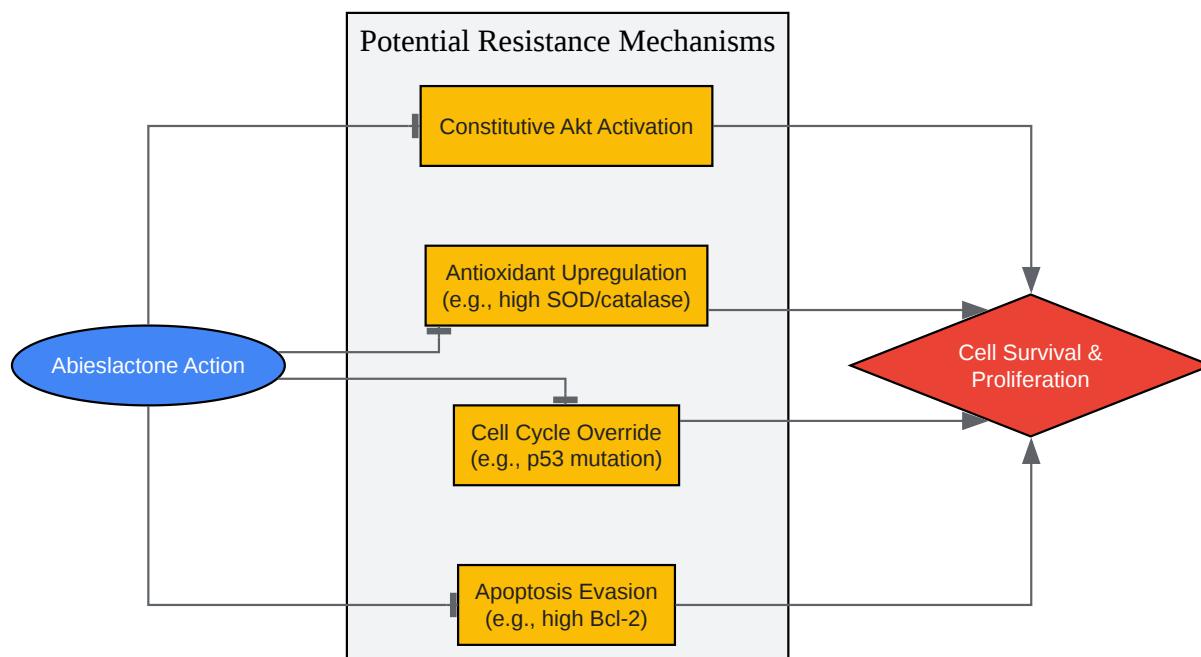 Potential Resistance Mechanisms
Constitutive Akt Activation
Antioxidant Upregulation
(e.g., high SOD/catalase)
Abieslactone Action
Cell Survival &
Proliferation
Cell Cycle Override
(e.g., p53 mutation)
Apoptosis Evasion
(e.g., high Bcl-2)